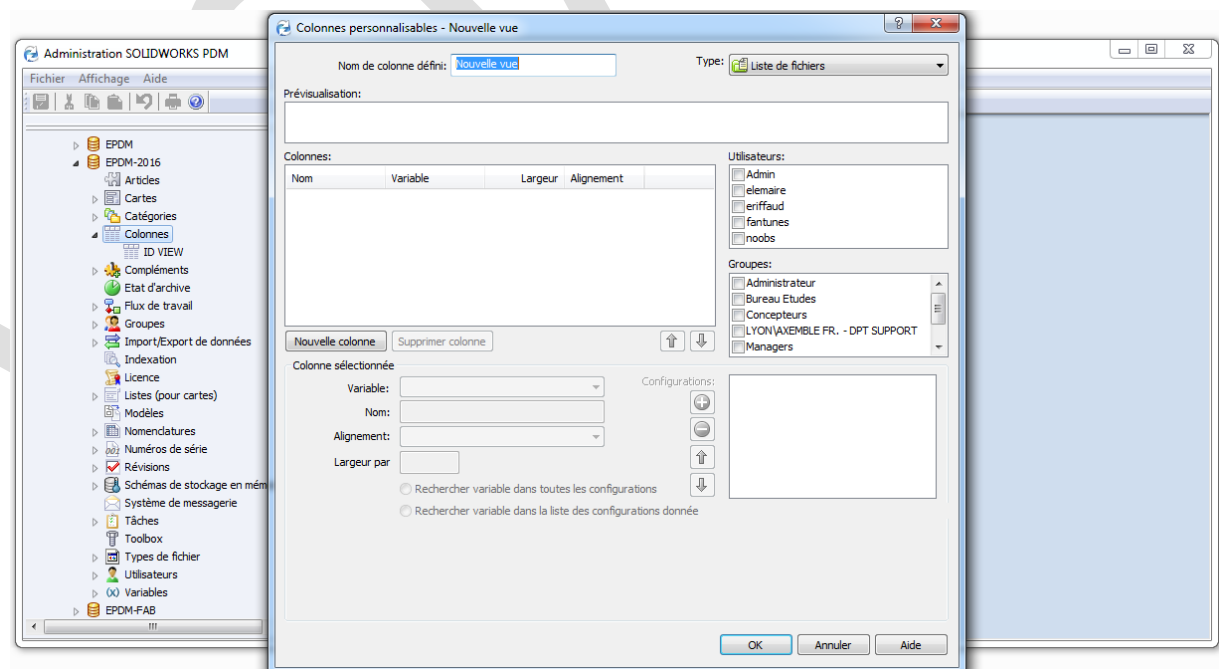 Colonnes personnalisables - Nouvelle vue
Administration SOLIDWORKS PDM
Fichier Affichage Aide
EPDM
EPDM-2016
Articles
Cartes
Catégories
Colonnes
ID VIEW
Compléments
Etat d'archive
Flux de travail
Groupes
Import/Export de données
Indexation
Licence
Listes (pour cartes)
Modèles
Nomenclatures
Numéros de série
Révisions
Schémas de stockage en mém
Système de messagerie
Tâches
Toolbox
Types de fichier
Utilisateurs
Variables
EPDM-FAB
Nom de colonne défini: Nouvelle vue
Type: Liste de fichiers
Prévisualisation:
Colonnes:
Nom Variable Largeur Alignement
Utilisateurs:
Admin
elemaire
eriffaud
fantunes
noobs
Groupes:
Administrateur
Bureau Etudes
Concepteurs
LYON\AXEMBLE FR. - DPT SUPPORT
Managers
Nouvelle colonne Supprimer colonne
Colonne sélectionnée
Variable:
Nom:
Alignement:
Largeur par
Configurations:
Rechercher variable dans toutes les configurations
Rechercher variable dans la liste des configurations donnée
OK Annuler Aide